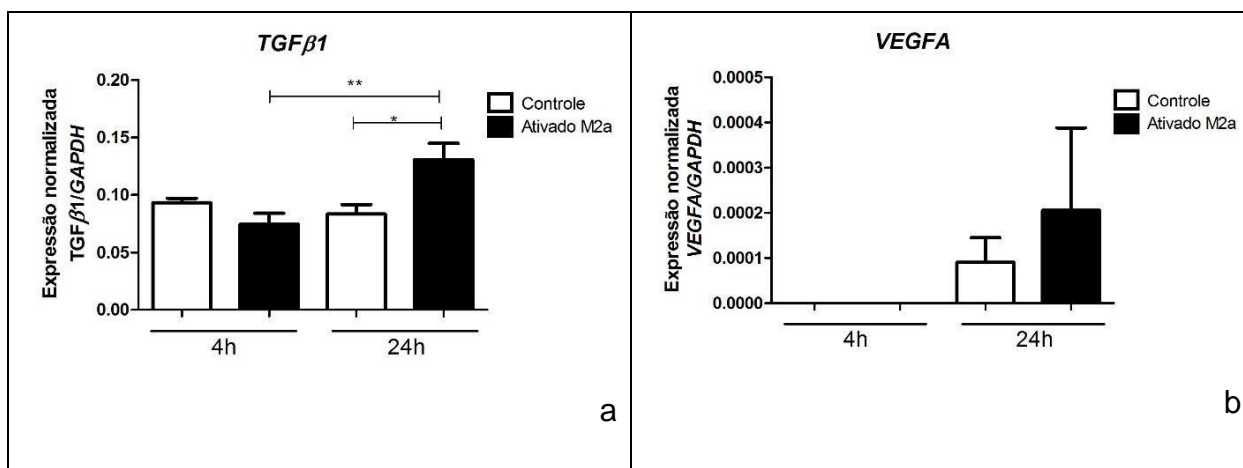 TGFβ1
Expressão normalizada
TGFβ1/GAPDH
0.20
0.15
0.10
0.05
0.00
**
*
Controle
Ativado M2a
4h
24h
a
VEGFA
Expressão normalizada
VEGFA/GAPDH
0.0005
0.0004
0.0003
0.0002
0.0001
0.0000
Controle
Ativado M2a
4h
24h
b